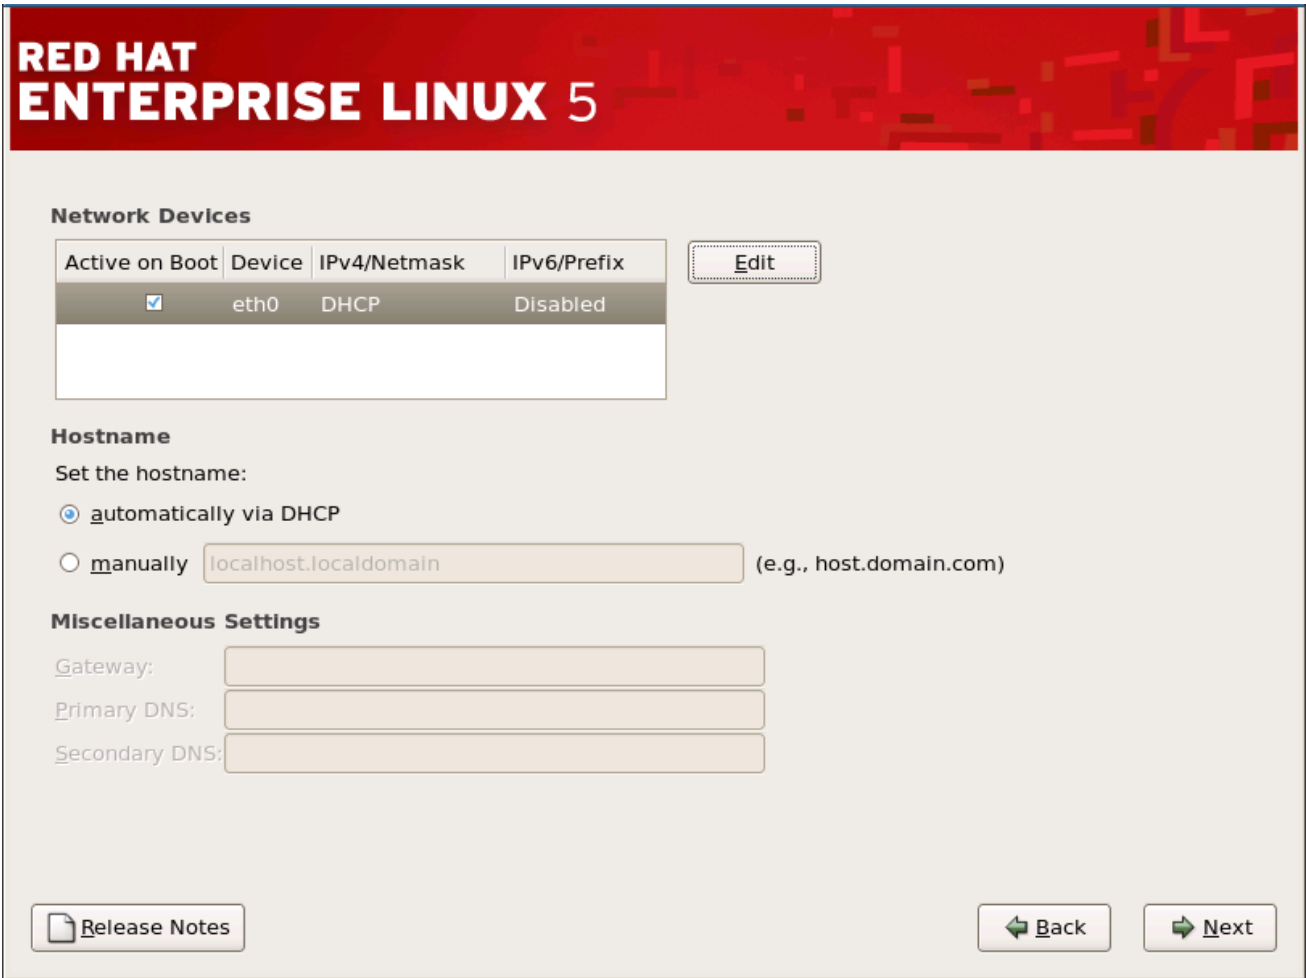 RED HAT
ENTERPRISE LINUX 5
Network Devices
Active on Boot Device IPv4/Netmask IPv6/Prefix
eth0 DHCP Disabled
Edit
Hostname
Set the hostname:
automatically via DHCP
manually localhost.localdomain (e.g., host.domain.com)
Miscellaneous Settings
Gateway:
Primary DNS:
Secondary DNS:
Release Notes
Back
Next